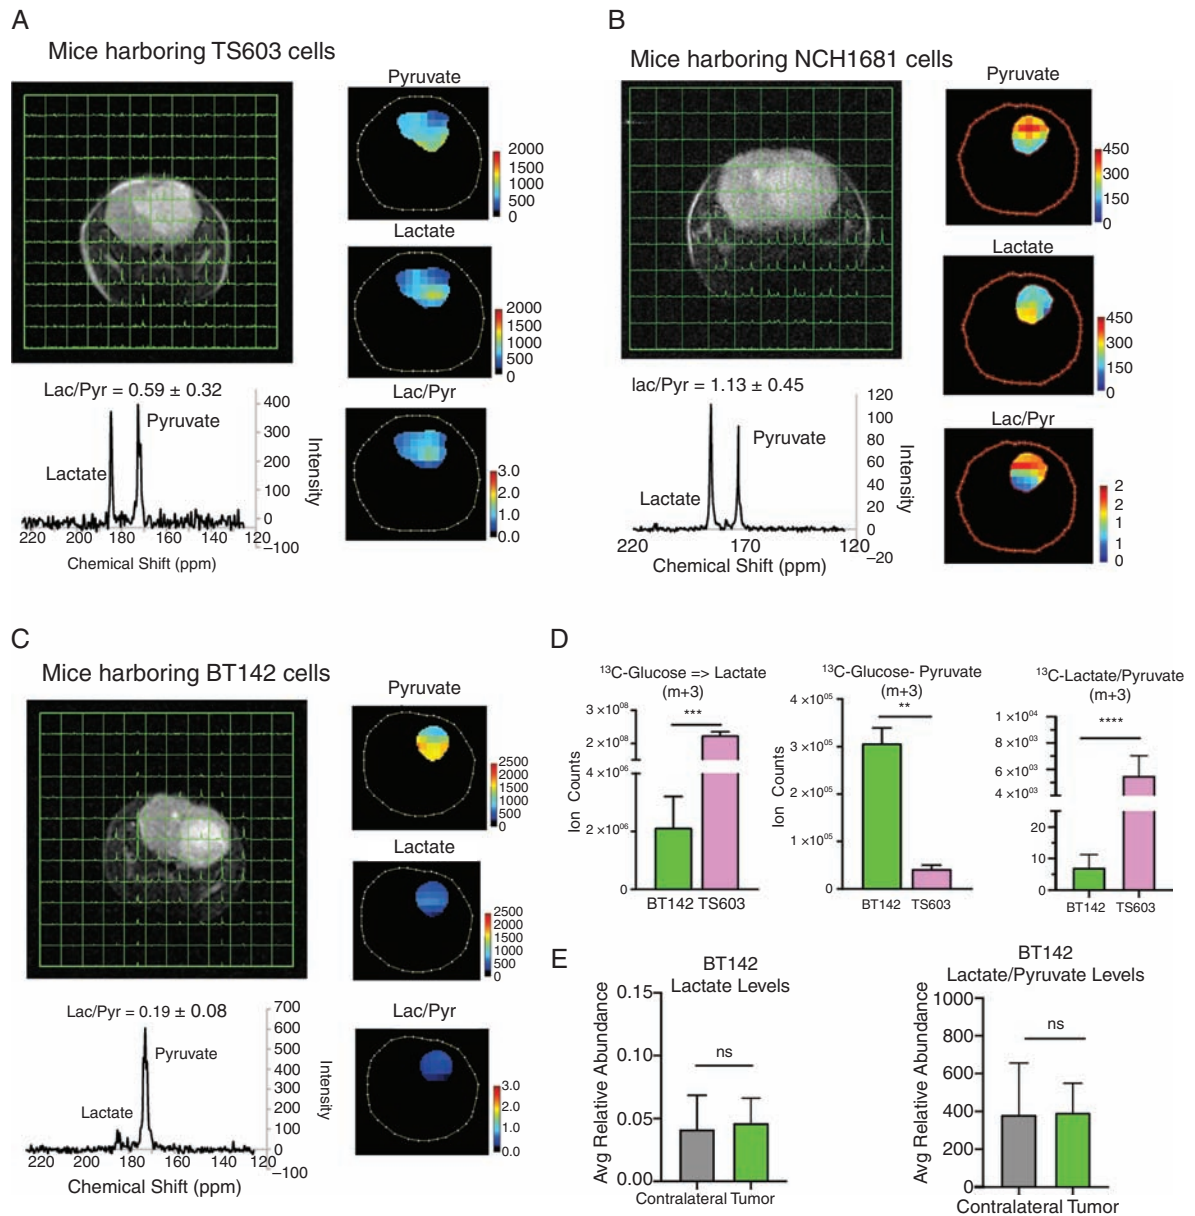 A
Mice harboring TS603 cells
Pyruvate
2000
1500
1000
500
0
Lactate
2000
1500
1000
500
0
Lac/Pyr
3.0
2.0
1.0
0.0
Lac/Pyr = 0.59 ± 0.32
Pyruvate
Lactate
400
300
200
100
0
−100
Intensity
220 200 180 160 140 120
Chemical Shift (ppm)
B
Mice harboring NCH1681 cells
Pyruvate
450
300
150
0
Lactate
450
300
150
0
Lac/Pyr
2
2
1
1
0
lac/Pyr = 1.13 ± 0.45
Pyruvate
Lactate
120
100
80
60
40
20
0
−20
Intensity
220 170 120
Chemical Shift (ppm)
C
Mice harboring BT142 cells
Pyruvate
2500
2000
1500
1000
500
0
Lactate
2500
2000
1500
1000
500
0
Lac/Pyr
3.0
2.0
1.0
0.0
Lac/Pyr = 0.19 ± 0.08
Pyruvate
Lactate
700
600
500
400
300
200
100
0
−100
Intensity
220 200 180 160 140 120
Chemical Shift (ppm)
D
¹³C-Glucose => Lactate
(m+3)
***
3 ×10⁰⁸
2 ×10⁰⁸
4 ×10⁰⁶
2 ×10⁰⁶
0
Ion Counts
BT142 TS603
¹³C-Glucose- Pyruvate
(m+3)
**
4 ×10⁰⁵
3 ×10⁰⁵
2 ×10⁰⁵
1 ×10⁰⁵
0
Ion Counts
BT142 TS603
¹³C-Lactate/Pyruvate
(m+3)
****
1 ×10⁰⁴
8 ×10⁰³
6 ×10⁰³
4 ×10⁰³
20
10
0
BT142 TS603
E
BT142
Lactate Levels
ns
0.15
0.10
0.05
0.00
Avg Relative Abundance
Contralateral Tumor
BT142
Lactate/Pyruvate Levels
ns
1000
800
600
400
200
0
Avg Relative Abundance
Contralateral Tumor